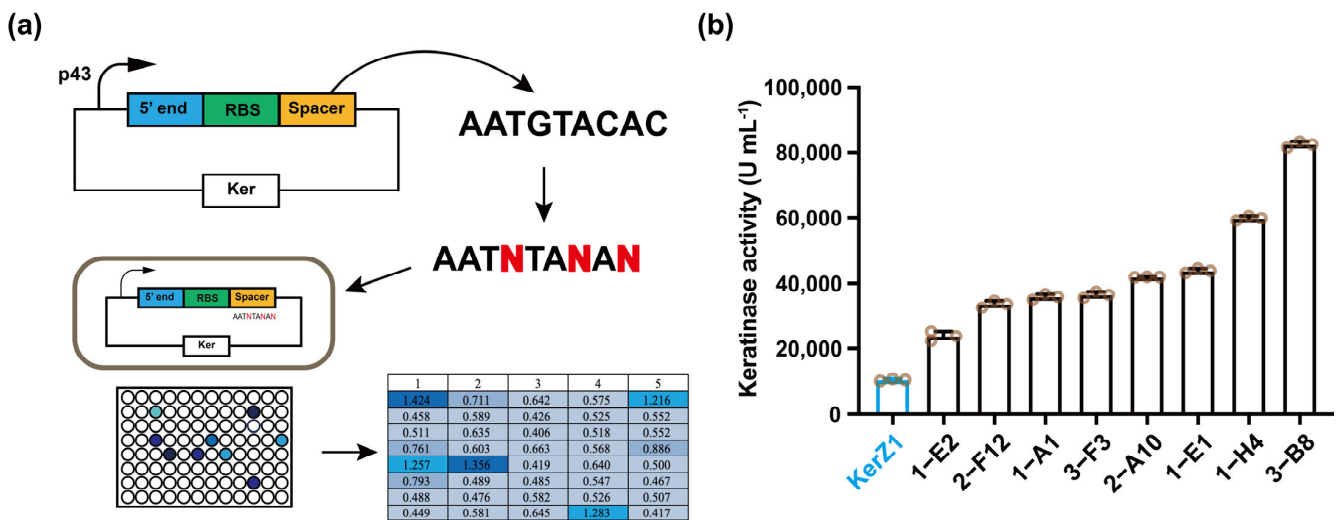 (a)
p43
5' end RBS Spacer
Ker
AATGTACAC
AATNTANAN
5' end RBS Spacer
AATNTANAN
Ker
1 2 3 4 5
1.424 0.711 0.642 0.575 1.216
0.458 0.589 0.426 0.525 0.552
0.511 0.635 0.406 0.518 0.552
0.761 0.603 0.663 0.568 0.886
1.257 1.356 0.419 0.640 0.500
0.793 0.489 0.485 0.547 0.467
0.488 0.476 0.582 0.526 0.507
0.449 0.581 0.645 1.283 0.417
(b)
Keratinase activity (U mL⁻¹)
100,000
80,000
60,000
40,000
20,000
0
KerZ1 1−E2 2−F12 1−A1 3−F3 2−A10 1−E1 1−H4 3−B8